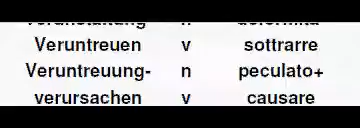 Veruntreuen v sottrarre
Veruntreuung- n peculato+
verursachen v causare